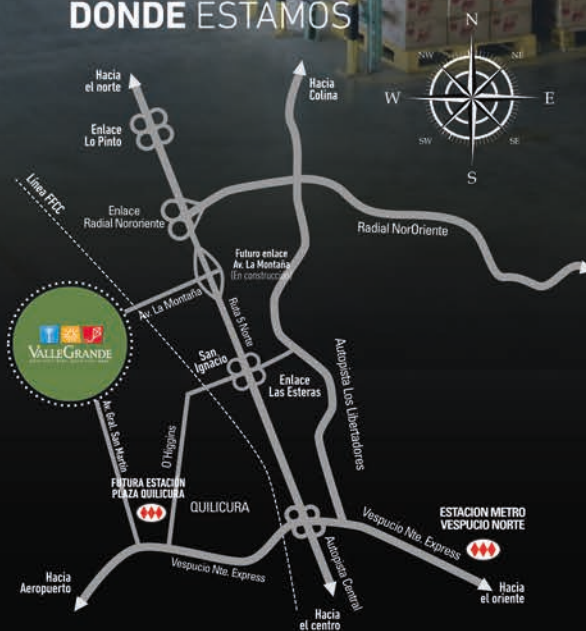 DONDE ESTAMOS
N
NW
NE
W
E
SW
SE
S
Hacia
el norte
Hacia
Colina
Enlace
Lo Pinto
Línea FFCC
Enlace
Radial Nororiente
Radial NorOriente
Futuro enlace
Av. La Montaña
(En construcción)
Av. La Montaña
VALLEGRANDE
Ruta 5 Norte
San
Ignacio
Enlace
Las Esteras
Autopista Los Libertadores
Av. Gral. San Martín
O'Higgins
FUTURA ESTACION
PLAZA QUILICURA
QUILICURA
ESTACION METRO
VESPUCIO NORTE
Vespucio Nte. Express
Vespucio Nte. Express
Autopista Central
Hacia
Aeropuerto
Hacia
el oriente
Hacia
el centro